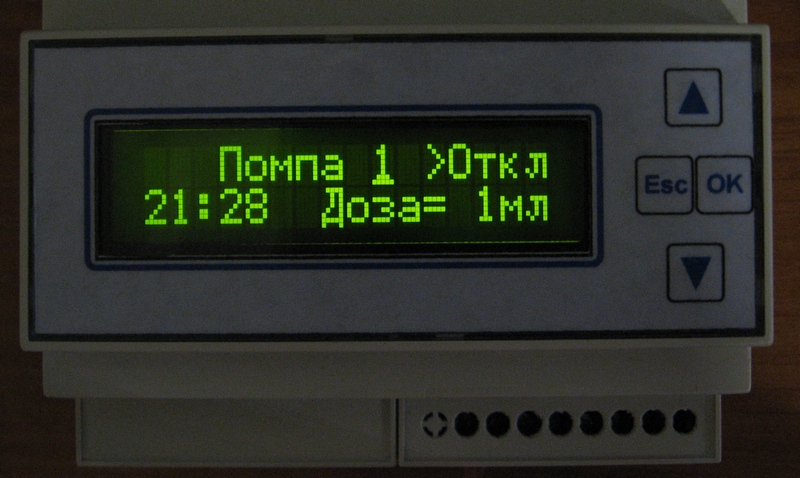 Помпа 1 >Откл
21:28 Доза= 1мл
Esc OK